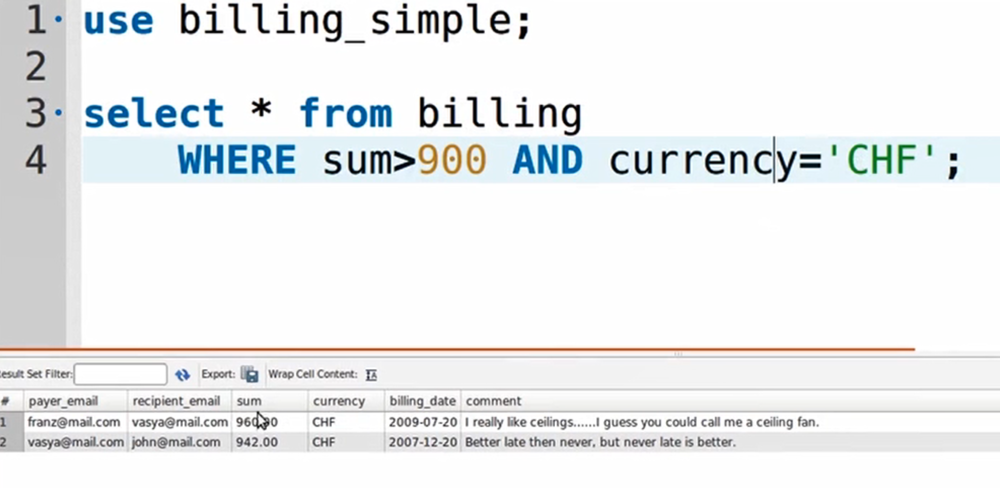 1 use billing_simple;
2
3 select * from billing
4 WHERE sum>900 AND currency='CHF';
esult Set Filter: Export: Wrap Cell Content:
# payer_email recipient_email sum currency billing_date comment
1 franz@mail.com vasya@mail.com CHF 2009-07-20 I really like ceilings......I guess you could call me a ceiling fan.
2 vasya@mail.com john@mail.com 942.00 CHF 2007-12-20 Better late then never, but never late is better.